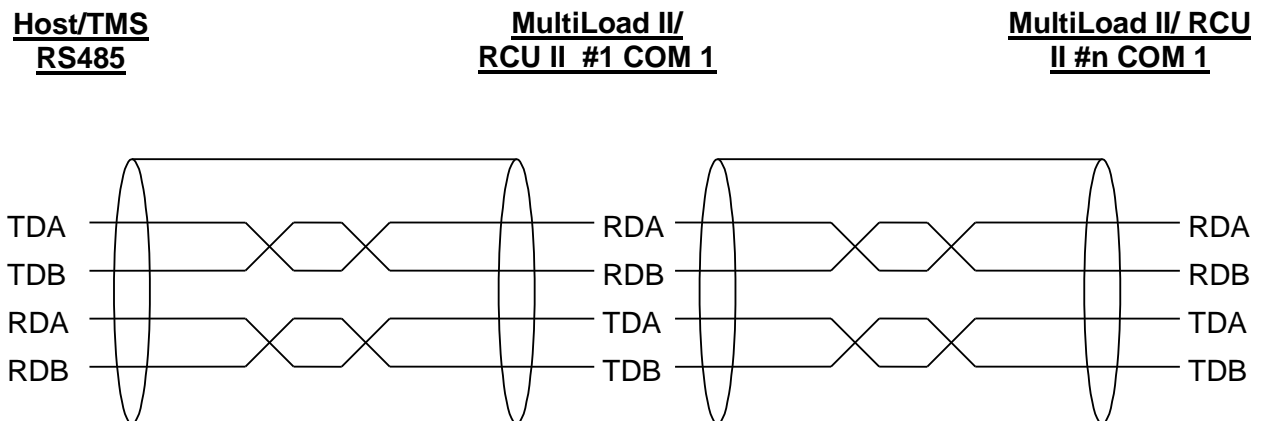 Host/TMS
RS485
MultiLoad II/
RCU II #1 COM 1
MultiLoad II/ RCU
II #n COM 1
TDA
RDA
RDA
TDB
RDB
RDB
RDA
TDA
TDA
RDB
TDB
TDB